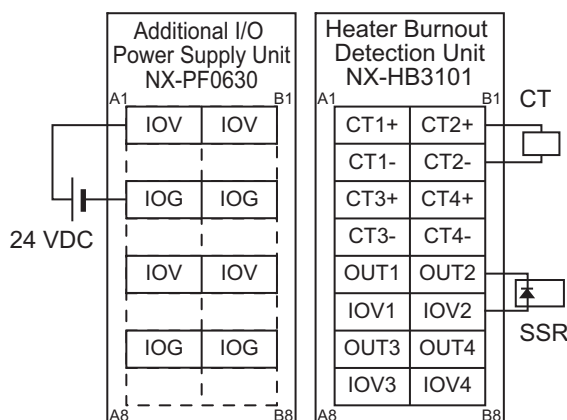 Additional I/O
Power Supply Unit
NX-PF0630
A1 B1
IOV IOV
IOG IOG
IOV IOV
IOG IOG
A8 B8
24 VDC
Heater Burnout
Detection Unit
NX-HB3101
A1 B1
CT1+ CT2+
CT1- CT2-
CT3+ CT4+
CT3- CT4-
OUT1 OUT2
IOV1 IOV2
OUT3 OUT4
IOV3 IOV4
A8 B8
CT
SSR